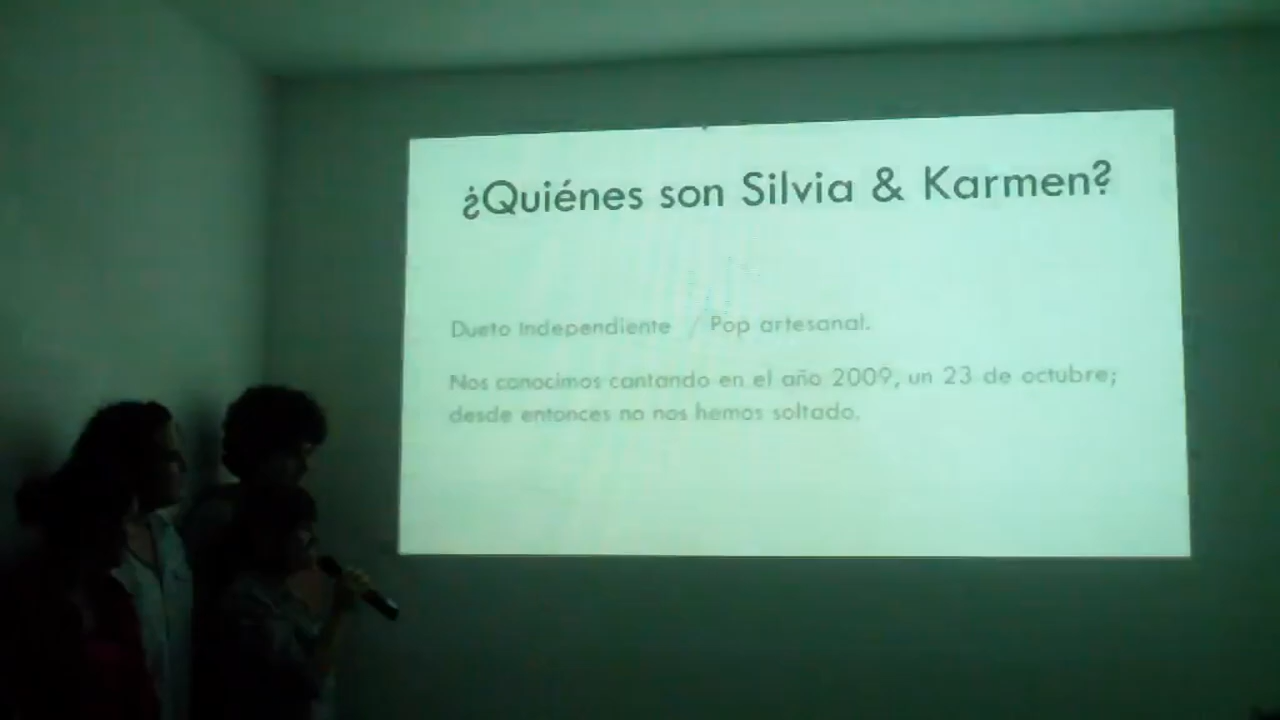 ¿Quiénes son Silvia & Karmen?
Dueto Independiente / Pop artesanal.
Nos conocimos cantando en el año 2009, un 23 de octubre;
desde entonces no nos hemos soltado.